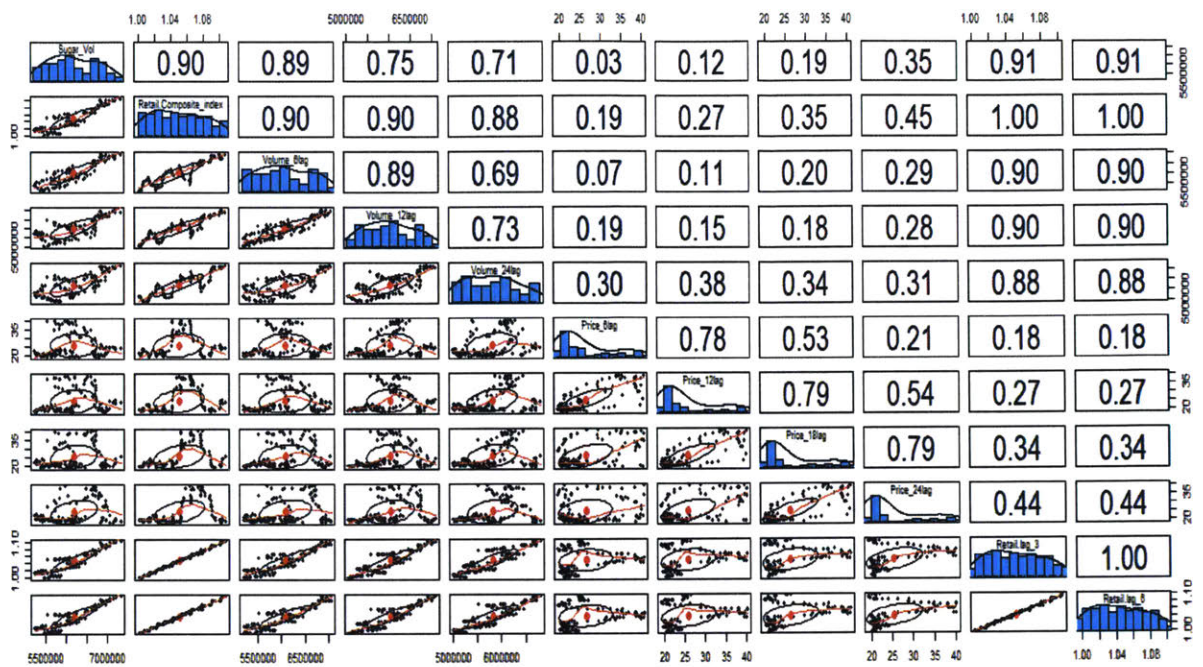 1.00 1.04 1.08 5000000 6500000 20 25 30 35 40 20 25 30 35 40 1.00 1.04 1.08
Sugar_Vol 0.90 0.89 0.75 0.71 0.03 0.12 0.19 0.35 0.91 0.91 5500000
1.00 Retail.Composite_index 0.90 0.90 0.88 0.19 0.27 0.35 0.45 1.00 1.00
Volume_6lag 0.89 0.69 0.07 0.11 0.20 0.29 0.90 0.90 5500000
5000000 Volume_12lag 0.73 0.19 0.15 0.18 0.28 0.90 0.90
Volume_24lag 0.30 0.38 0.34 0.31 0.88 0.88 5000000
20 35 Price_6lag 0.78 0.53 0.21 0.18 0.18
Price_12lag 0.79 0.54 0.27 0.27 20 35
20 35 Price_18lag 0.79 0.34 0.34
Price_24lag 0.44 0.44 20 35
1.00 1.10 Retail.lag_3 1.00
Retail.lag_6 1.00 1.10
5500000 7000000 5500000 6500000 5000000 6000000 20 25 30 35 40 20 25 30 35 40 1.00 1.04 1.08